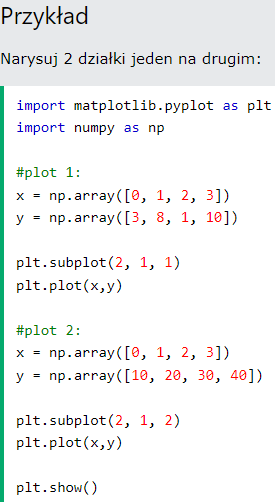 Przykład
Narysuj 2 działki jeden na drugim:
import matplotlib.pyplot as plt
import numpy as np
#plot 1:
x = np.array([0, 1, 2, 3])
y = np.array([3, 8, 1, 10])
plt.subplot(2, 1, 1)
plt.plot(x,y)
#plot 2:
x = np.array([0, 1, 2, 3])
y = np.array([10, 20, 30, 40])
plt.subplot(2, 1, 2)
plt.plot(x,y)
plt.show()